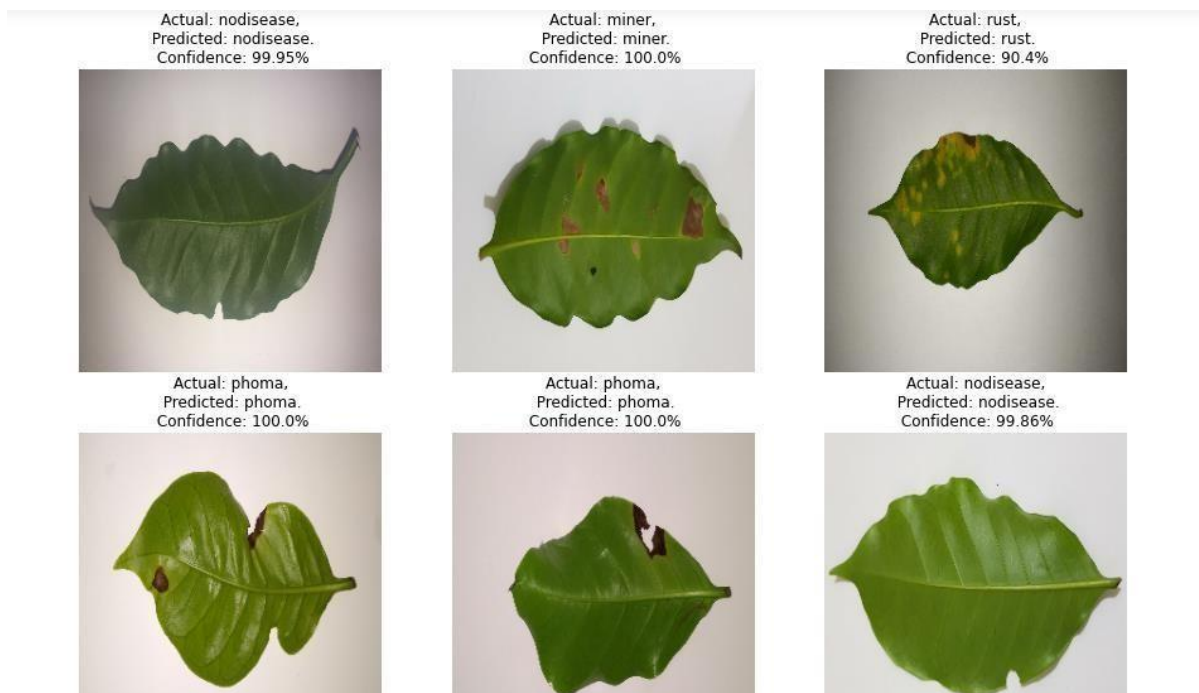 Actual: nodisease,
Predicted: nodisease.
Confidence: 99.95%
Actual: miner,
Predicted: miner.
Confidence: 100.0%
Actual: rust,
Predicted: rust.
Confidence: 90.4%
Actual: phoma,
Predicted: phoma.
Confidence: 100.0%
Actual: phoma,
Predicted: phoma.
Confidence: 100.0%
Actual: nodisease,
Predicted: nodisease.
Confidence: 99.86%